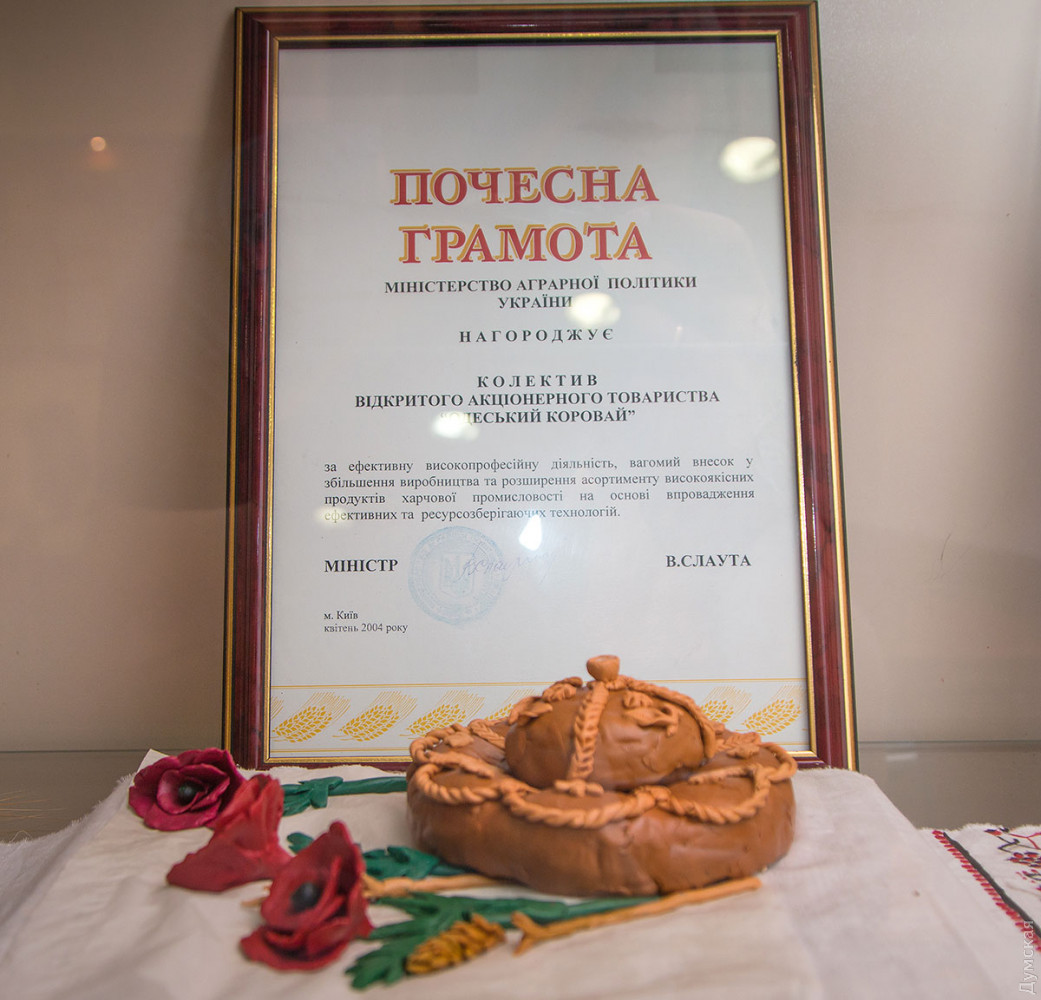 ПОЧЕСНА
ГРАМОТА
МІНІСТЕРСТВО АГРАРНОЇ ПОЛІТИКИ
УКРАЇНИ
Н А Г О Р О Д Ж У Є
К О Л Е К Т И В
ВІДКРИТОГО АКЦІОНЕРНОГО ТОВАРИСТВА
“ОДЕСЬКИЙ КОРОВАЙ”
за ефективну високопрофесійну діяльність, вагомий внесок у
збільшення виробництва та розширення асортименту високоякісних
продуктів харчової промисловості на основі впровадження
ефективних та ресурсозберігаючих технологій.
МІНІСТР В.СЛАУТА
м. Київ
квітень 2004 року
Думская